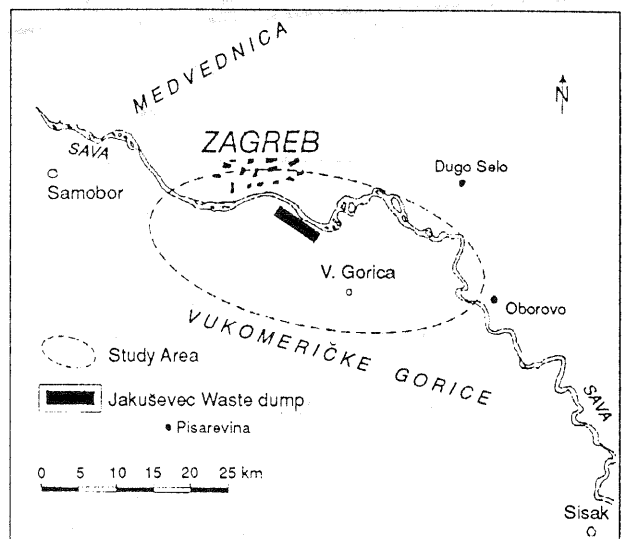 MEDVEDNICA
N
SAVA
ZAGREB
Samobor
Dugo Selo
V. Gorica
Oborovo
VUKOMERIČKE GORICE
Study Area
Jakuševec Waste dump
Pisarevina
SAVA
0 5 10 15 20 25 km
Sisak